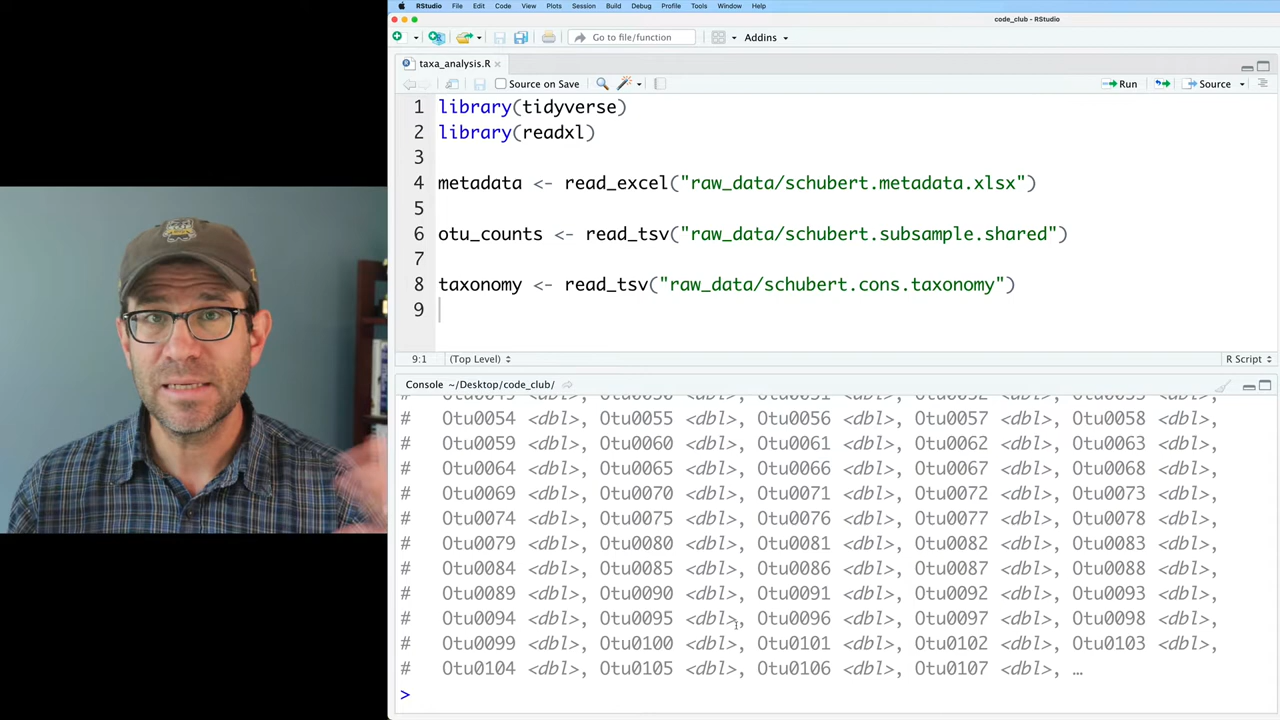 RStudio File Edit Code View Plots Session Build Debug Profile Tools Window Help
code_club - RStudio
Go to file/function Addins
taxa_analysis.R
Source on Save Run Source
1 library(tidyverse)
2 library(readxl)
3
4 metadata <- read_excel("raw_data/schubert.metadata.xlsx")
5
6 otu_counts <- read_tsv("raw_data/schubert.subsample.shared")
7
8 taxonomy <- read_tsv("raw_data/schubert.cons.taxonomy")
9
9:1 (Top Level) R Script
Console ~/Desktop/code_club/
# Otu0054 <dbl>, Otu0055 <dbl>, Otu0056 <dbl>, Otu0057 <dbl>, Otu0058 <dbl>,
# Otu0059 <dbl>, Otu0060 <dbl>, Otu0061 <dbl>, Otu0062 <dbl>, Otu0063 <dbl>,
# Otu0064 <dbl>, Otu0065 <dbl>, Otu0066 <dbl>, Otu0067 <dbl>, Otu0068 <dbl>,
# Otu0069 <dbl>, Otu0070 <dbl>, Otu0071 <dbl>, Otu0072 <dbl>, Otu0073 <dbl>,
# Otu0074 <dbl>, Otu0075 <dbl>, Otu0076 <dbl>, Otu0077 <dbl>, Otu0078 <dbl>,
# Otu0079 <dbl>, Otu0080 <dbl>, Otu0081 <dbl>, Otu0082 <dbl>, Otu0083 <dbl>,
# Otu0084 <dbl>, Otu0085 <dbl>, Otu0086 <dbl>, Otu0087 <dbl>, Otu0088 <dbl>,
# Otu0089 <dbl>, Otu0090 <dbl>, Otu0091 <dbl>, Otu0092 <dbl>, Otu0093 <dbl>,
# Otu0094 <dbl>, Otu0095 <dbl>, Otu0096 <dbl>, Otu0097 <dbl>, Otu0098 <dbl>,
# Otu0099 <dbl>, Otu0100 <dbl>, Otu0101 <dbl>, Otu0102 <dbl>, Otu0103 <dbl>,
# Otu0104 <dbl>, Otu0105 <dbl>, Otu0106 <dbl>, Otu0107 <dbl>, …
>